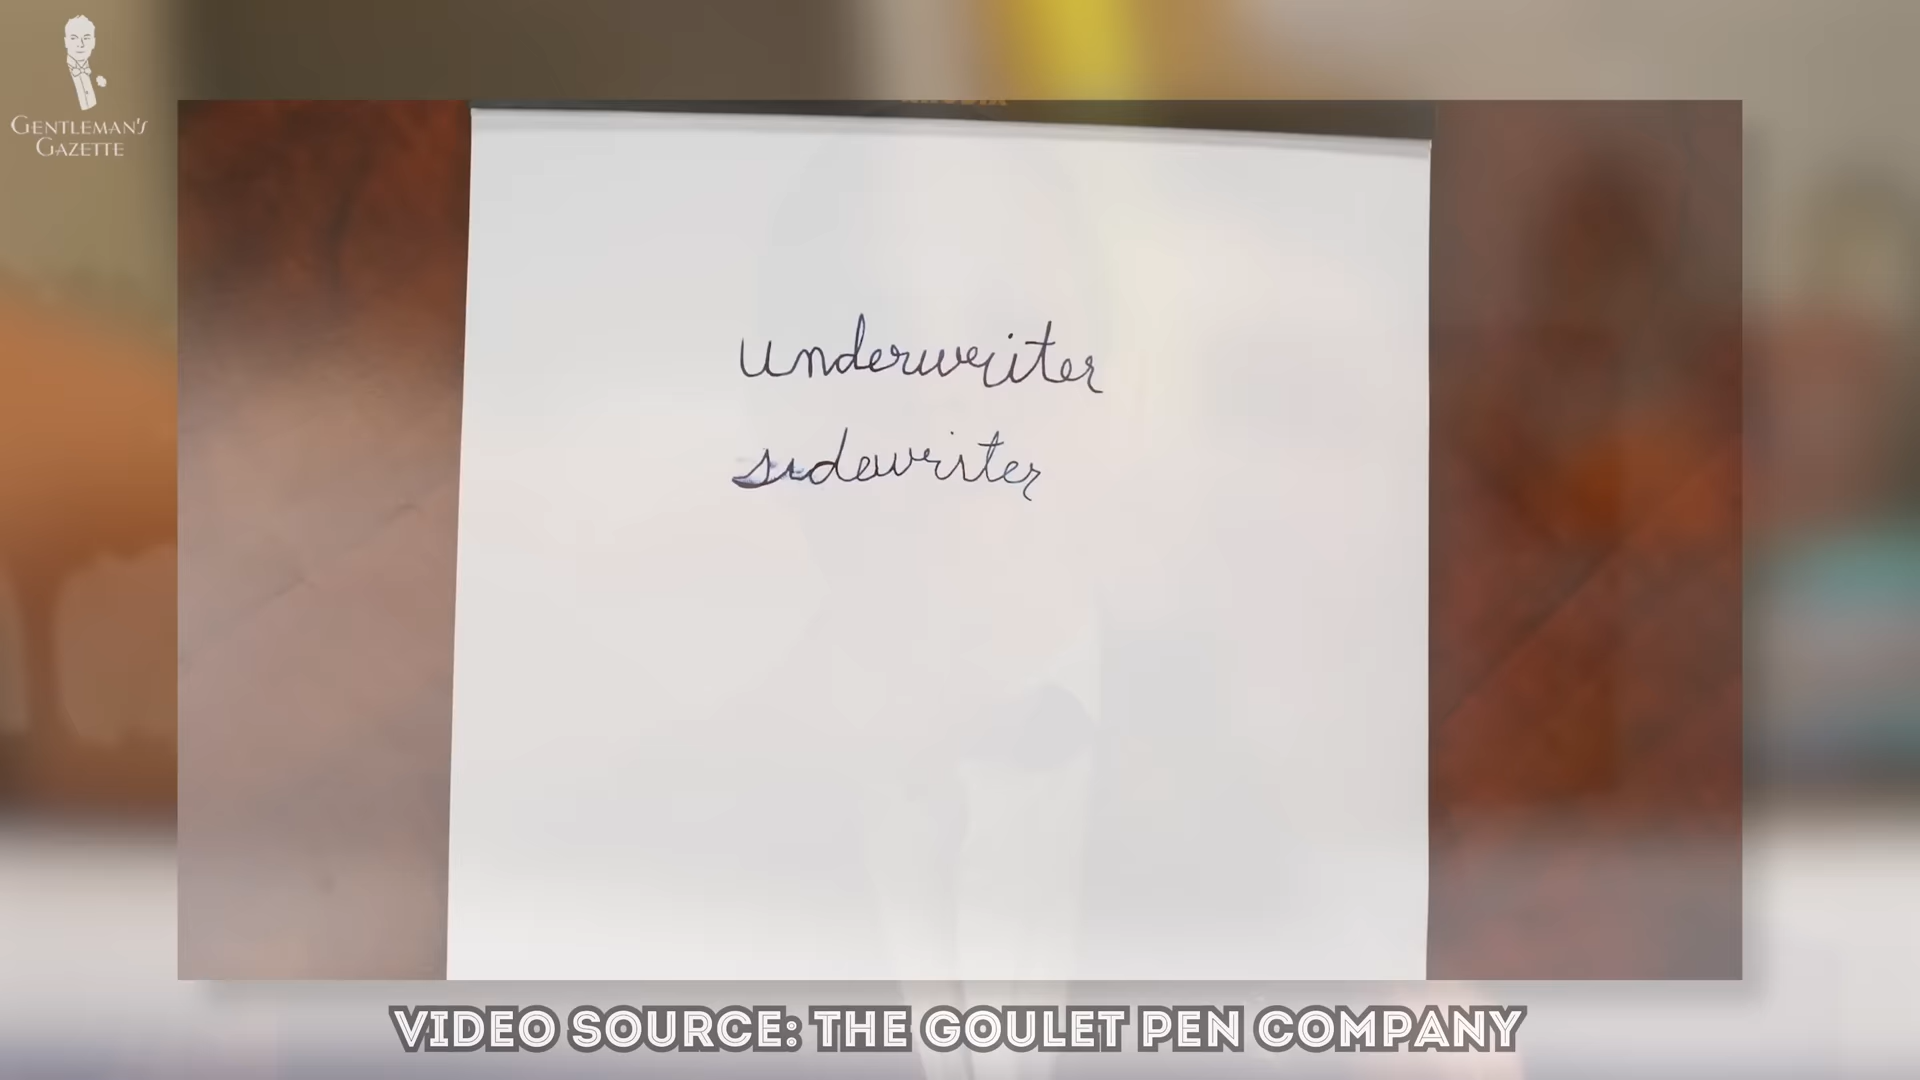 GENTLEMAN'S
GAZETTE
underwriter
sidewriter
VIDEO SOURCE: THE GOULET PEN COMPANY